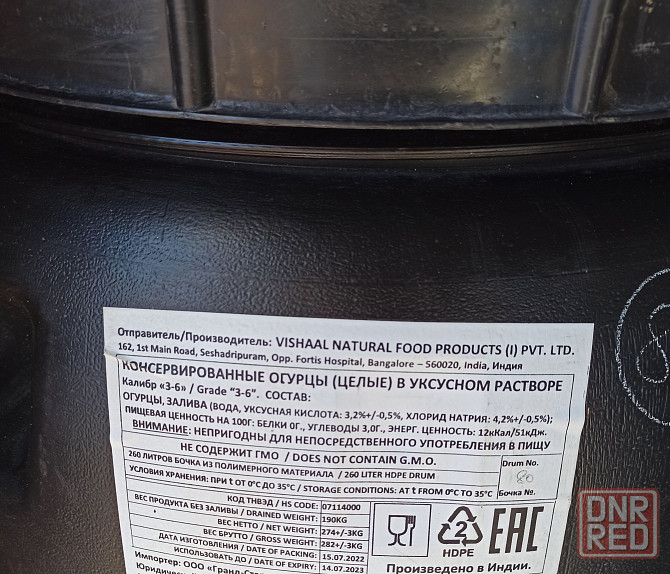 Отправитель/Производитель: VISHAAL NATURAL FOOD PRODUCTS (I) PVT. LTD.
162, 1st Main Road, Seshadripuram, Opp. Fortis Hospital, Bangalore – 560020, India, Индия
КОНСЕРВИРОВАННЫЕ ОГУРЦЫ (ЦЕЛЫЕ) В УКСУСНОМ РАСТВОРЕ
Калибр «3-6» / Grade “3-6”. СОСТАВ:
ОГУРЦЫ, ЗАЛИВА (ВОДА, УКСУСНАЯ КИСЛОТА: 3,2%+/-0,5%, ХЛОРИД НАТРИЯ: 4,2%+/-0,5%);
ПИЩЕВАЯ ЦЕННОСТЬ НА 100Г: БЕЛКИ 0Г., УГЛЕВОДЫ 3,0Г., ЭНЕРГ. ЦЕННОСТЬ: 12кКал/51кДж.
ВНИМАНИЕ: НЕПРИГОДНЫ ДЛЯ НЕПОСРЕДСТВЕННОГО УПОТРЕБЛЕНИЯ В ПИЩУ
НЕ СОДЕРЖИТ ГМО / DOES NOT CONTAIN G.M.O.
260 ЛИТРОВ БОЧКА ИЗ ПОЛИМЕРНОГО МАТЕРИАЛА / 260 LITER HDPE DRUM
УСЛОВИЯ ХРАНЕНИЯ: ПРИ t ОТ 0°C ДО 35°C / STORAGE CONDITIONS: AT t FROM 0°C TO 35°C
Drum No.
80
Бочка №.
КОД ТНВЭД / HS CODE: 07114000
ВЕС ПРОДУКТА БЕЗ ЗАЛИВЫ / DRAINED WEIGHT: 190KG
ВЕС НЕТТО / NET WEIGHT: 274+/-3KG
ВЕС БРУТТО / GROSS WEIGHT: 282+/-3KG
ДАТА ИЗГОТОВЛЕНИЯ / DATE OF PACKING: 15.07.2022
ИСПОЛЬЗОВАТЬ ДО / DATE OF EXPIRY: 14.07.2023
2
HDPE
EAC
Произведено в Индии.
Импортер: ООО «Гранд-
DNR
RED